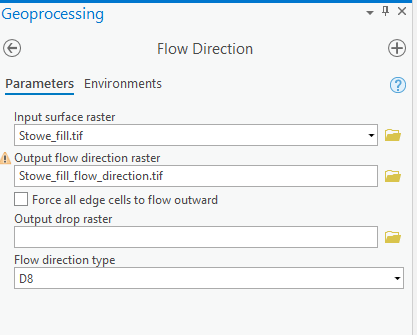 Geoprocessing
Flow Direction
Parameters Environments
Input surface raster
Stowe_fill.tif
Output flow direction raster
Stowe_fill_flow_direction.tif
Force all edge cells to flow outward
Output drop raster
Flow direction type
D8